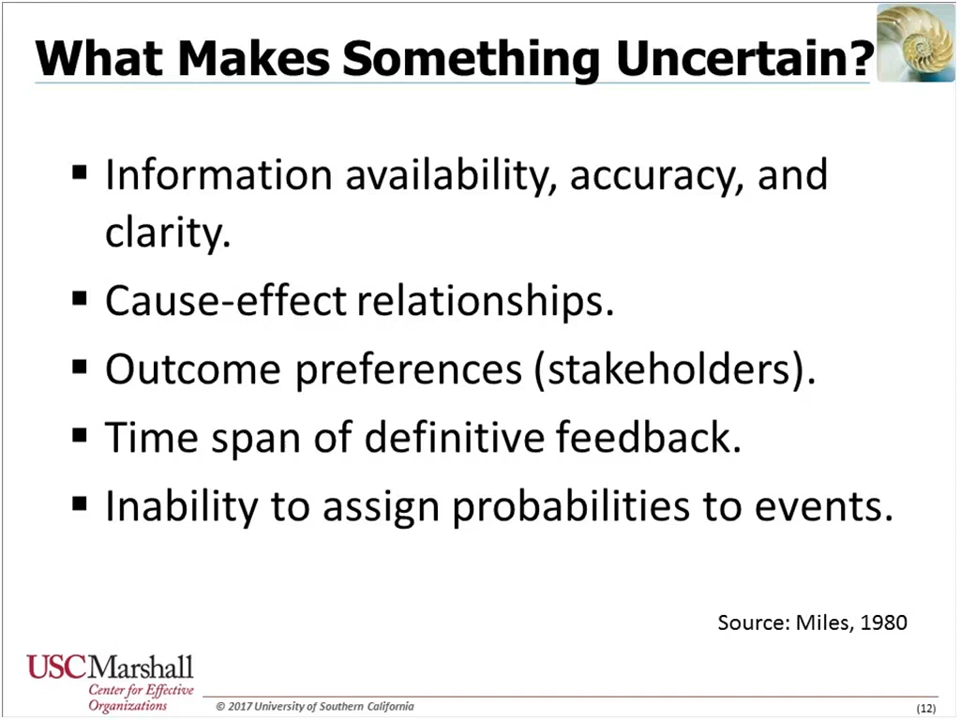 What Makes Something Uncertain?
▪ Information availability, accuracy, and
clarity.
▪ Cause-effect relationships.
▪ Outcome preferences (stakeholders).
▪ Time span of definitive feedback.
▪ Inability to assign probabilities to events.
Source: Miles, 1980
USC Marshall
Center for Effective
Organizations
© 2017 University of Southern California
(12)